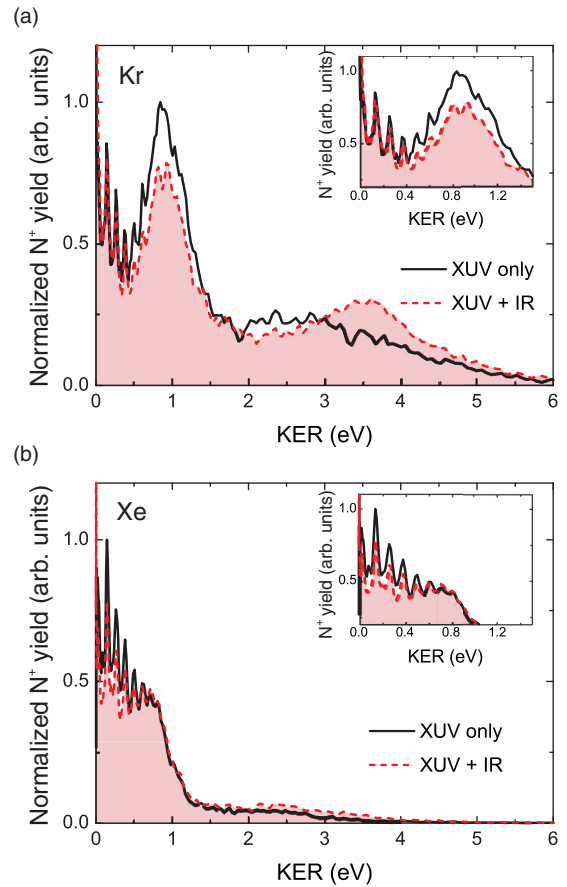 (a)
Kr
Normalized N⁺ yield (arb. units)
1.0
0.5
0.0
0 1 2 3 4 5 6
KER (eV)
XUV only
XUV + IR
N⁺ yield (arb. units)
1.0
0.5
0.0 0.4 0.8 1.2
KER (eV)
(b)
Xe
Normalized N⁺ yield (arb. units)
1.0
0.5
0.0
0 1 2 3 4 5 6
KER (eV)
XUV only
XUV + IR
N⁺ yield (arb. units)
1.0
0.5
0.0 0.4 0.8 1.2
KER (eV)